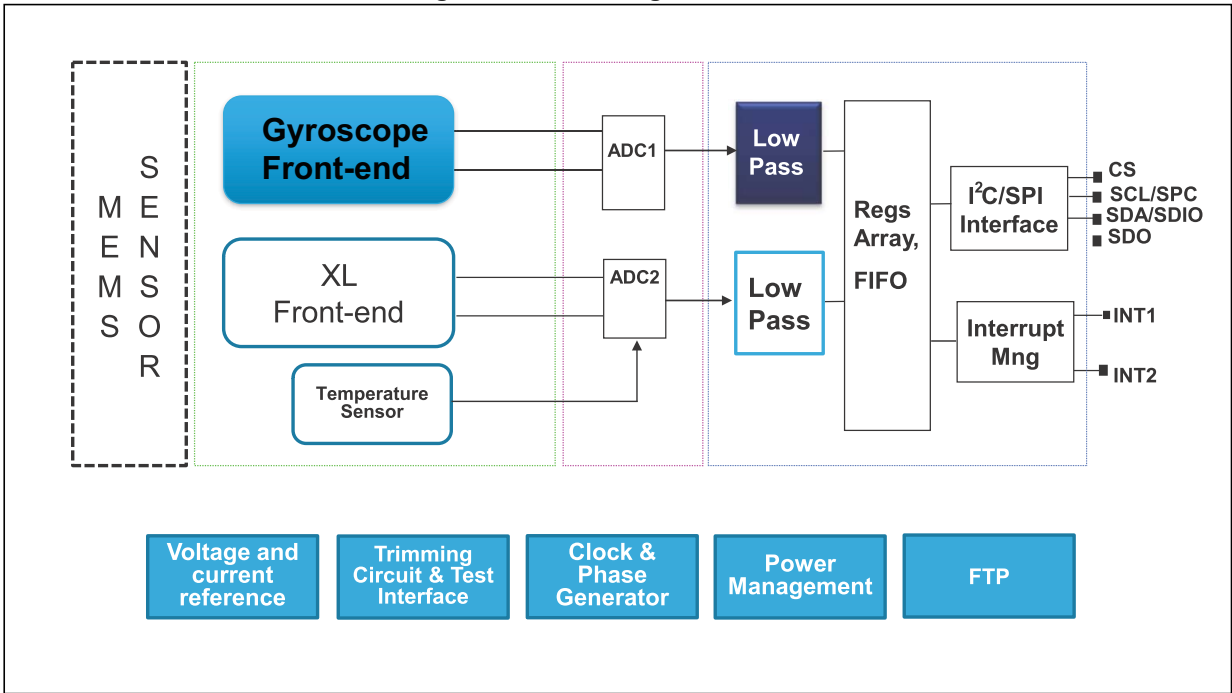 MEMS
SENSOR
Gyroscope
Front-end
XL
Front-end
Temperature
Sensor
ADC1
ADC2
Low
Pass
Low
Pass
Regs
Array,
FIFO
I²C/SPI
Interface
CS
SCL/SPC
SDA/SDIO
SDO
Interrupt
Mng
INT1
INT2
Voltage and
current
reference
Trimming
Circuit & Test
Interface
Clock &
Phase
Generator
Power
Management
FTP